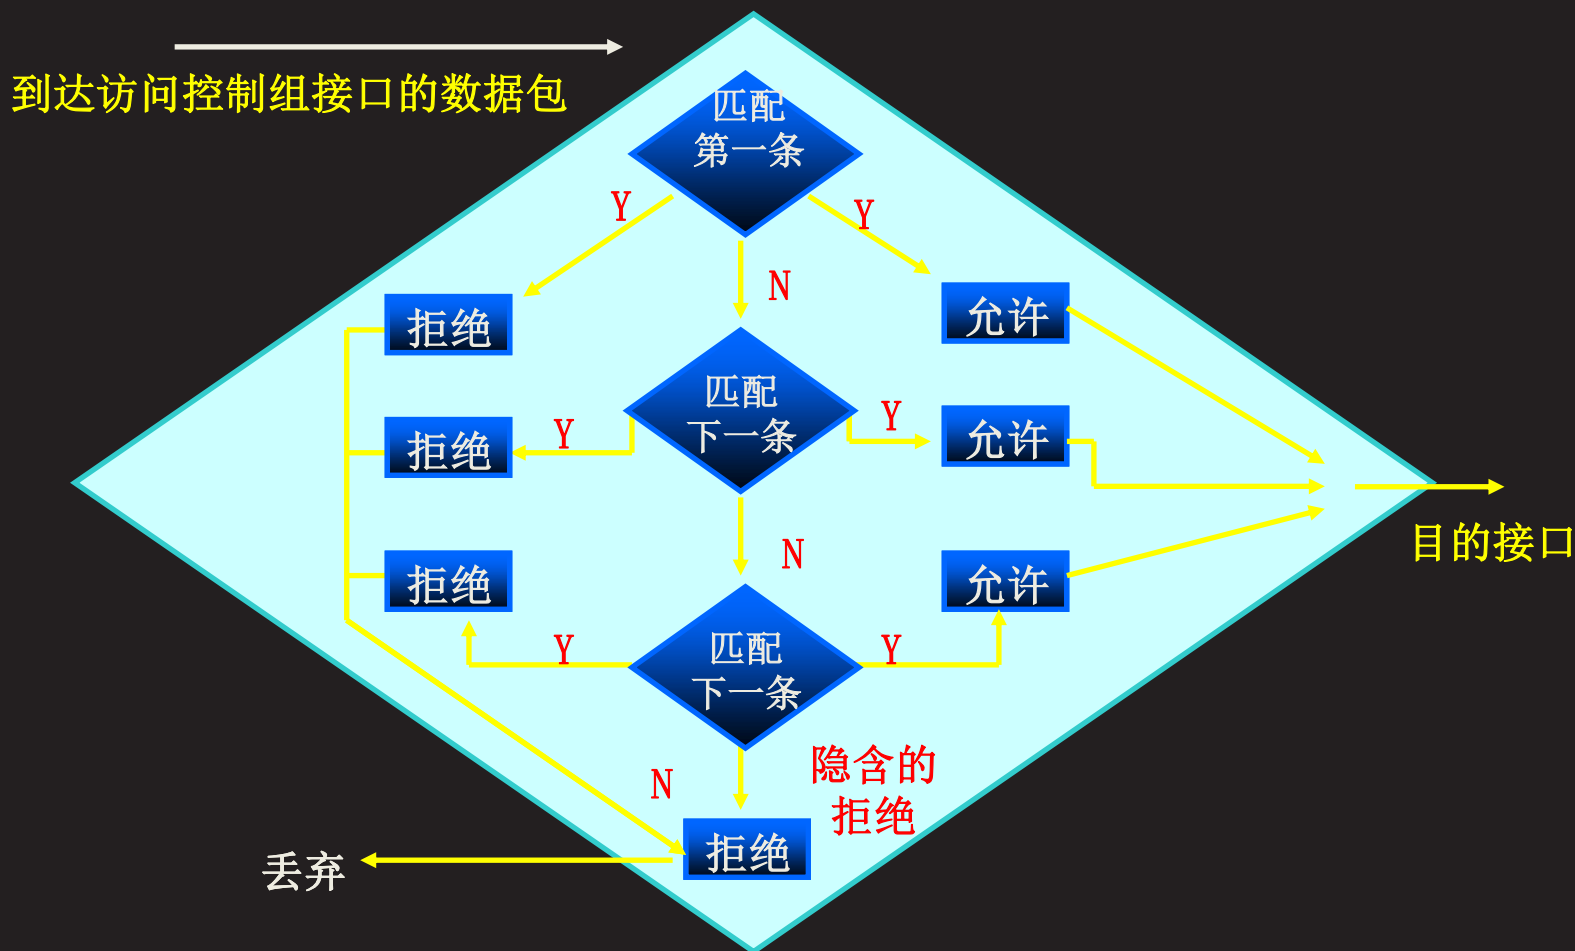 到达访问控制组接口的数据包
匹配
第一条
Y
Y
N
拒绝
允许
匹配
下一条
Y
Y
拒绝
允许
N
目的接口
拒绝
允许
匹配
下一条
Y
Y
隐含的
拒绝
N
拒绝
丢弃